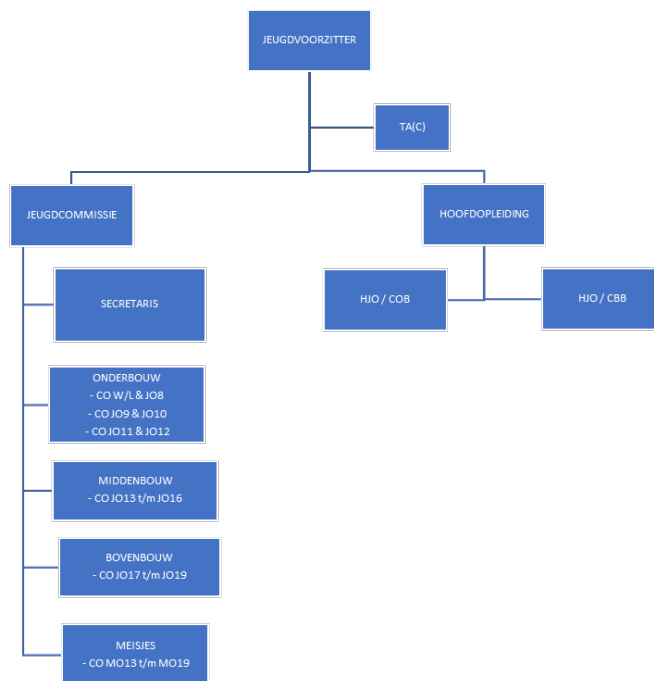 JEUGDVOORZITTER
TA(C)
JEUGDCOMMISSIE
HOOFDOPLEIDING
SECRETARIS
HJO / COB
HJO / CBB
ONDERBOUW
- CO W/L & JO8
- CO JO9 & JO10
- CO JO11 & JO12
MIDDENBOUW
- CO JO13 t/m JO16
BOVENBOUW
- CO JO17 t/m JO19
MEISJES
- CO MO13 t/m MO19